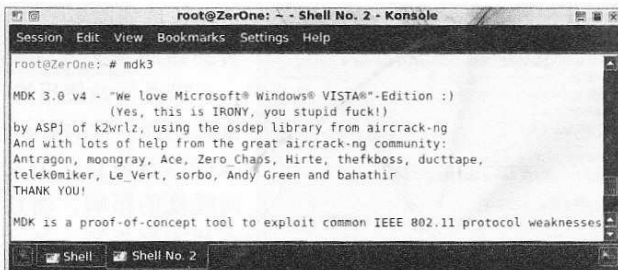 root@ZerOne: ~ - Shell No. 2 - Konsole
Session Edit View Bookmarks Settings Help
root@ZerOne:~# mdk3
MDK 3.0 v4 - "We love Microsoft® Windows® VISTA®"-Edition :)
(Yes, this is IRONY, you stupid fuck!)
by ASPj of k2wrlz, using the osdep library from aircrack-ng
And with lots of help from the great aircrack-ng community:
Antragon, moongray, Ace, Zero_Chaos, Hirte, thefkboss, ducttape,
telek0miker, Le_Vert, sorbo, Andy Green and bahathir
THANK YOU!
MDK is a proof-of-concept tool to exploit common IEEE 802.11 protocol weaknesses
Shell Shell No. 2